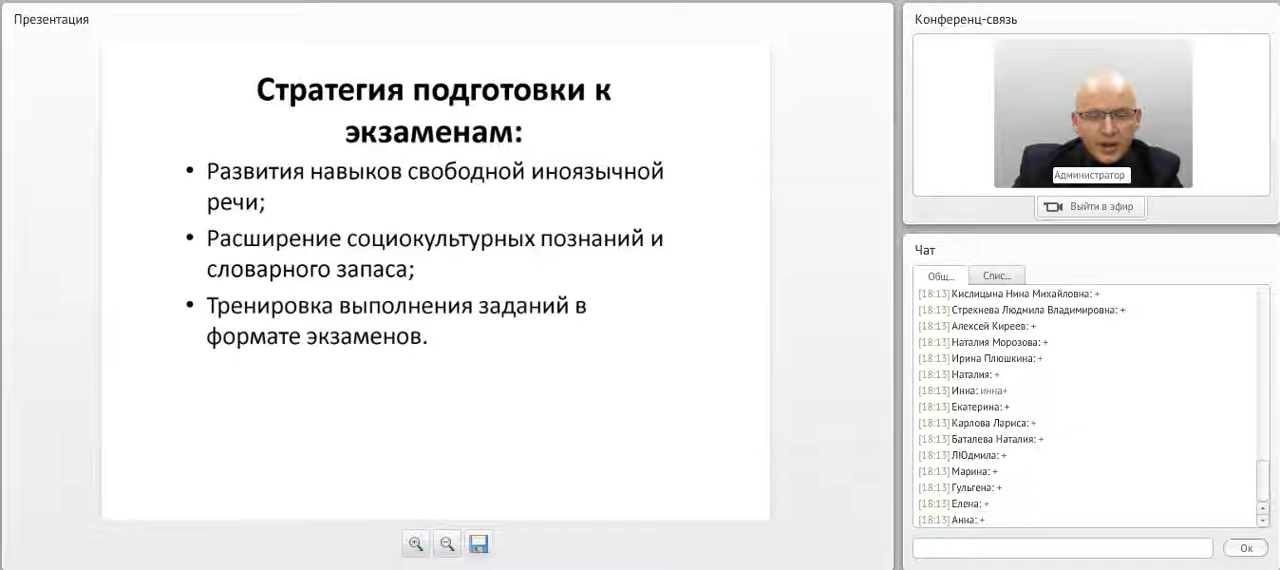 Презентация
Стратегия подготовки к
экзаменам:
• Развития навыков свободной иноязычной
речи;
• Расширение социокультурных познаний и
словарного запаса;
• Тренировка выполнения заданий в
формате экзаменов.
Конференц-связь
Администратор
Выйти в эфир
Чат
Общ... Спис...
[18:13] Кислицына Нина Михайловна: +
[18:13] Стрекнева Людмила Владимировна: +
[18:13] Алексей Киреев: +
[18:13] Наталия Морозова: +
[18:13] Ирина Плюшкина: +
[18:13] Наталия: +
[18:13] Инна: инна+
[18:13] Екатерина: +
[18:13] Карлова Лариса: +
[18:13] Баталева Наталия: +
[18:13] ЛЮдмила: +
[18:13] Марина: +
[18:13] Гульгена: +
[18:13] Елена: +
[18:13] Анна: +
Ок